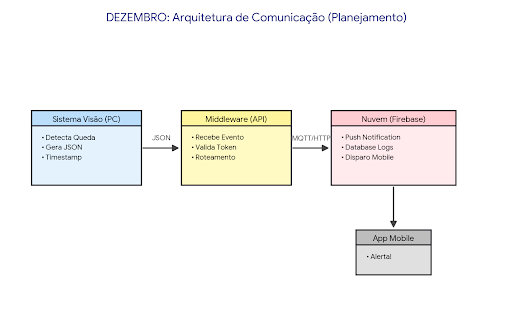 DEZEMBRO: Arquitetura de Comunicação (Planejamento)
Sistema Visão (PC)
• Detecta Queda
• Gera JSON
• Timestamp
JSON
Middleware (API)
• Recebe Evento
• Valida Token
• Roteamento
MQTT/HTTP
Nuvem (Firebase)
• Push Notification
• Database Logs
• Disparo Mobile
App Mobile
• Alerta!